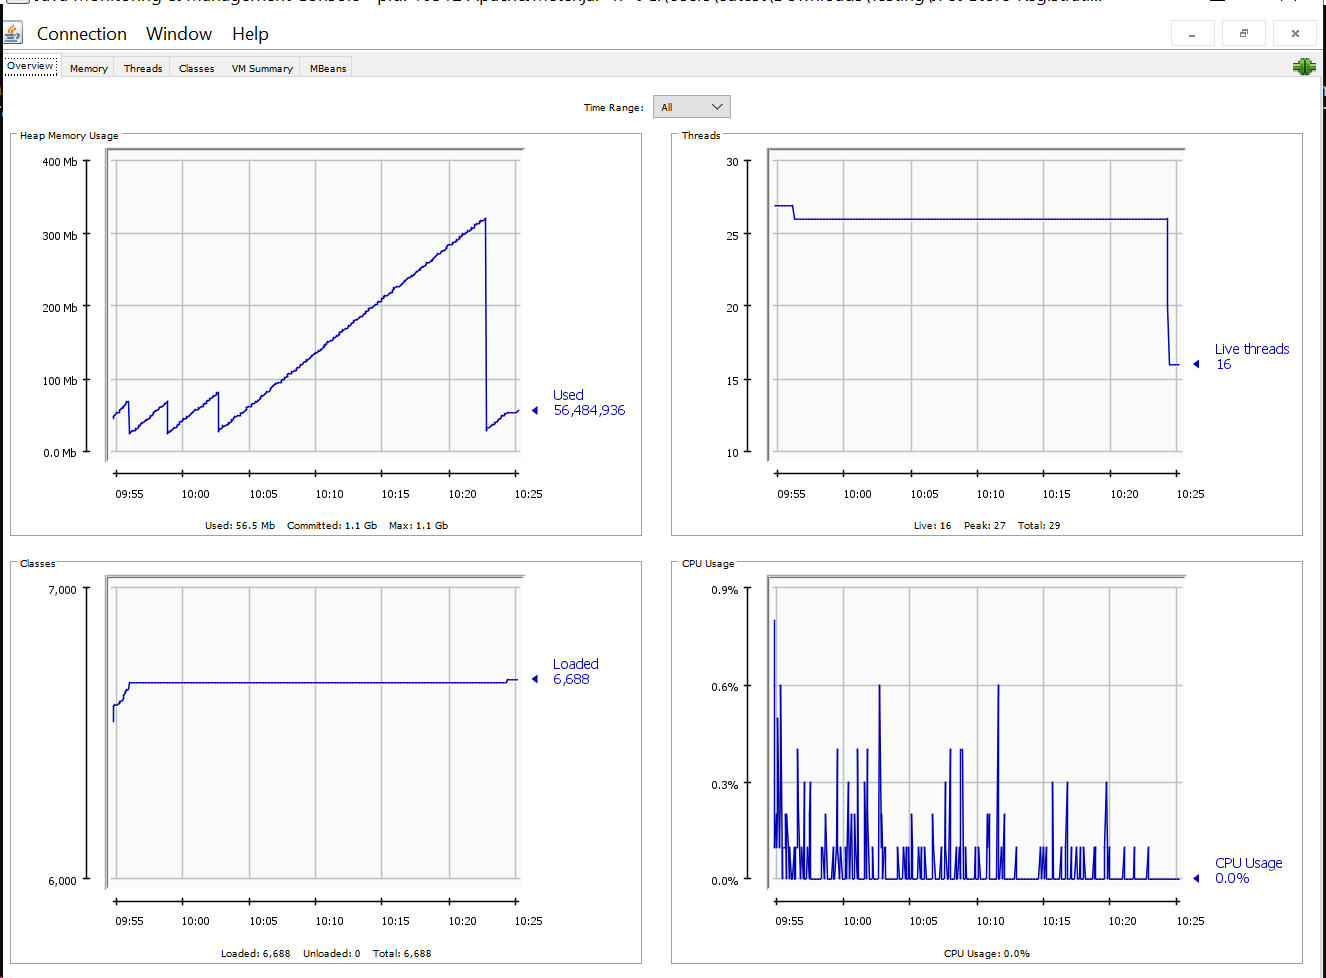 Connection Window Help
Overview Memory Threads Classes VM Summary MBeans
Time Range: All
Heap Memory Usage
400 Mb
300 Mb
200 Mb
100 Mb
0.0 Mb
Used
56,484,936
09:55 10:00 10:05 10:10 10:15 10:20 10:25
Used: 56.5 Mb Committed: 1.1 Gb Max: 1.1 Gb
Threads
30
25
20
15
10
Live threads
16
09:55 10:00 10:05 10:10 10:15 10:20 10:25
Live: 16 Peak: 27 Total: 29
Classes
7,000
6,000
Loaded
6,688
09:55 10:00 10:05 10:10 10:15 10:20 10:25
Loaded: 6,688 Unloaded: 0 Total: 6,688
CPU Usage
0.9%
0.6%
0.3%
0.0%
CPU Usage
0.0%
09:55 10:00 10:05 10:10 10:15 10:20 10:25
CPU Usage: 0.0%